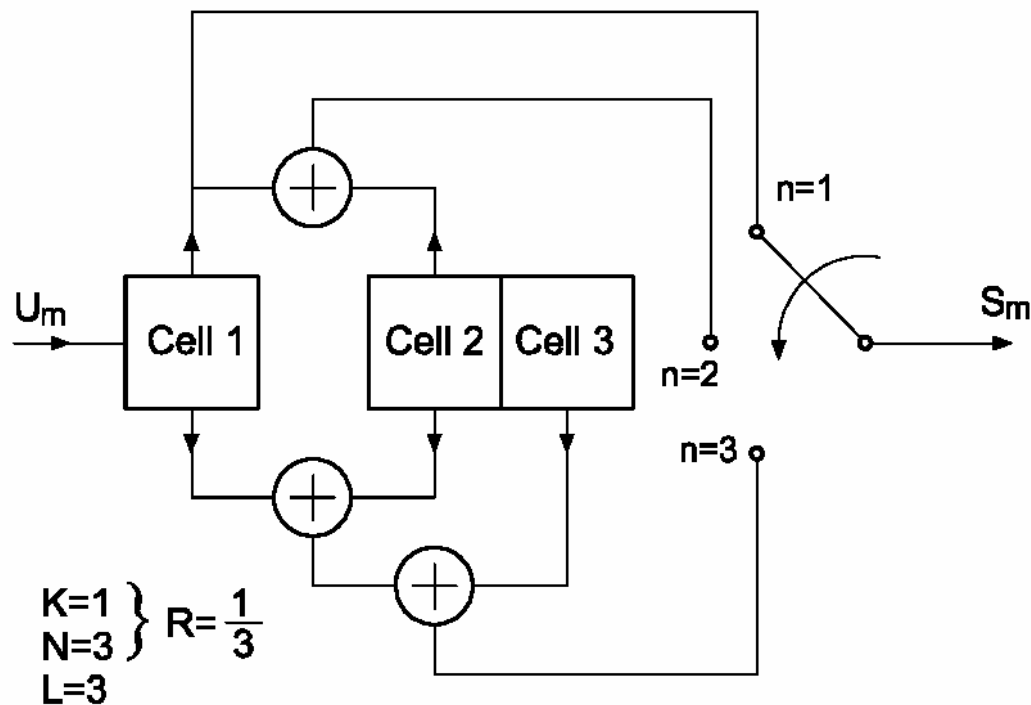 n=1
Um
Cell 1
Cell 2
Cell 3
Sm
n=2
n=3
K=1
N=3
} R= 1/3
L=3